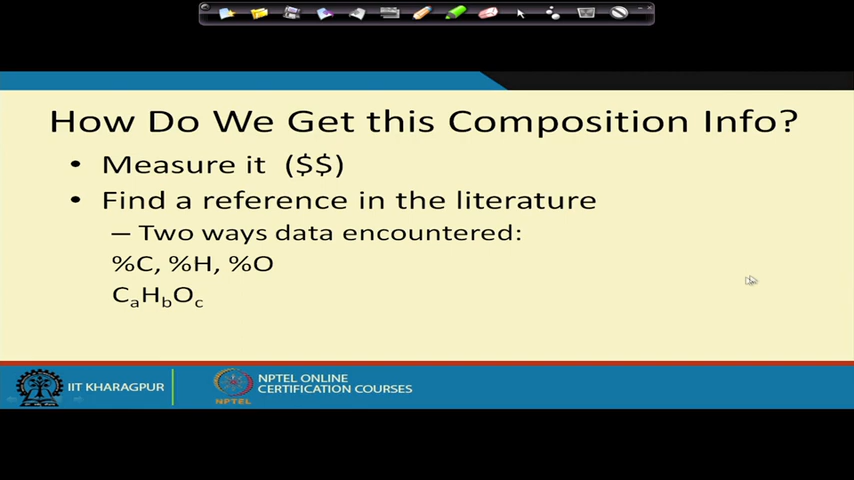 How Do We Get this Composition Info?
• Measure it ($$)
• Find a reference in the literature
– Two ways data encountered:
%C, %H, %O
CaHbOc
IIT KHARAGPUR
NPTEL
NPTEL ONLINE
CERTIFICATION COURSES